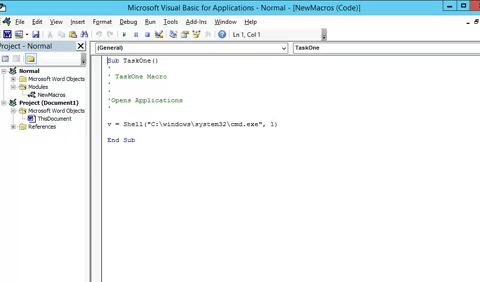 Microsoft Visual Basic for Applications - Normal - [NewMacros (Code)]
File Edit View Insert Format Debug Run Tools Add-Ins Window Help
Ln 1, Col 1
Project - Normal
(General) TaskOne
Normal
Microsoft Word Objects
Modules
NewMacros
Project (Document1)
Microsoft Word Objects
ThisDocument
References
Sub TaskOne()
'
' TaskOne Macro
'
'
'Opens Applications
'
v = Shell("C:\windows\system32\cmd.exe", 1)
End Sub